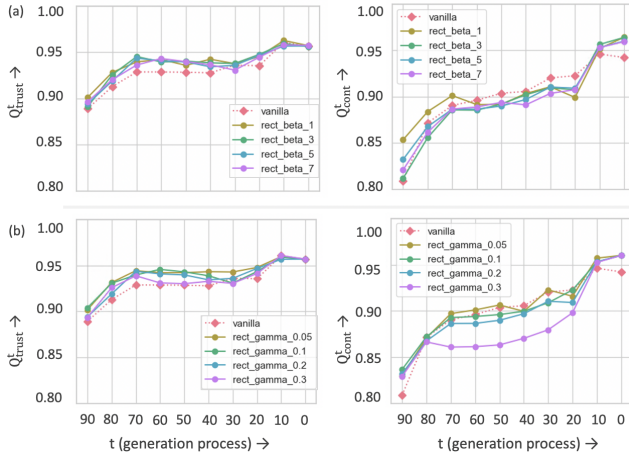 (a)
1.00
0.95
0.90
0.85
0.80
Q^t_trust →
vanilla
rect_beta_1
rect_beta_3
rect_beta_5
rect_beta_7
1.00
0.95
0.90
0.85
0.80
Q^t_cont →
vanilla
rect_beta_1
rect_beta_3
rect_beta_5
rect_beta_7
(b)
1.00
0.95
0.90
0.85
0.80
Q^t_trust →
vanilla
rect_gamma_0.05
rect_gamma_0.1
rect_gamma_0.2
rect_gamma_0.3
90 80 70 60 50 40 30 20 10 0
t (generation process) →
1.00
0.95
0.90
0.85
0.80
Q^t_cont →
vanilla
rect_gamma_0.05
rect_gamma_0.1
rect_gamma_0.2
rect_gamma_0.3
90 80 70 60 50 40 30 20 10 0
t (generation process) →